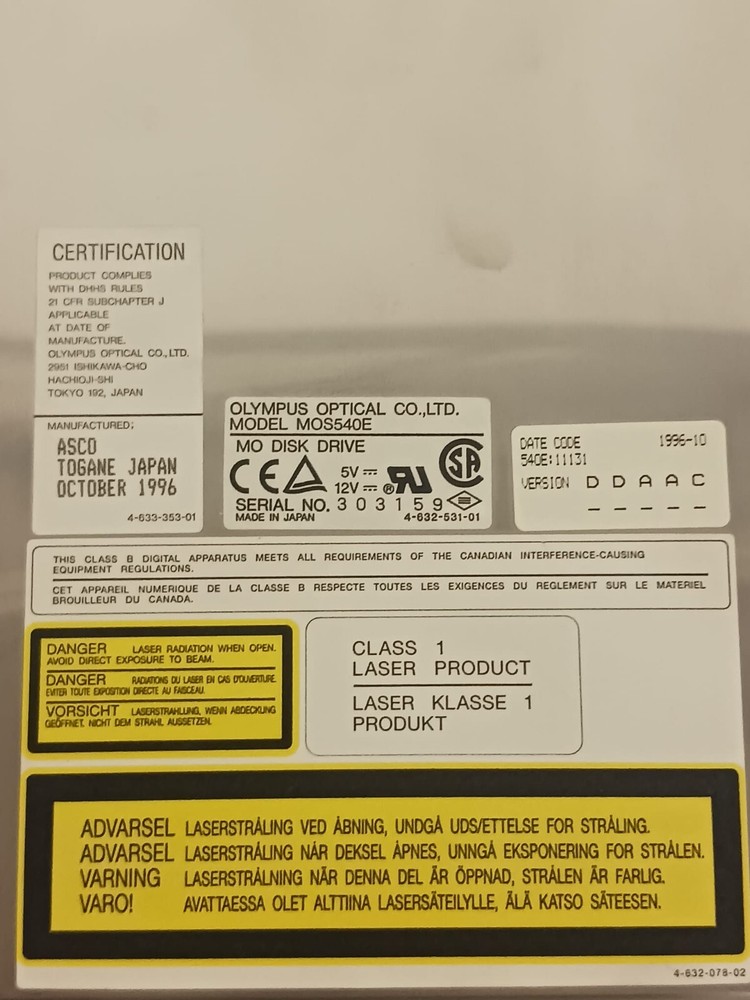 CERTIFICATION
PRODUCT COMPLIES
WITH DHHS RULES
21 CFR SUBCHAPTER J
APPLICABLE
AT DATE OF
MANUFACTURE.
OLYMPUS OPTICAL CO.,LTD.
2951 ISHIKAWA-CHO
HACHIOJI-SHI
TOKYO 192, JAPAN
MANUFACTURED;
ASCO
TOGANE JAPAN
OCTOBER 1996
4-633-353-01
OLYMPUS OPTICAL CO.,LTD.
MODEL MOS540E
MO DISK DRIVE
CE 5V
12V ® RU SA
SERIAL NO. 303159
MADE IN JAPAN 4-632-531-01
DATE CODE 1996-10
540E:11131
VERSION D D A A C
– – – – –
THIS CLASS B DIGITAL APPARATUS MEETS ALL REQUIREMENTS OF THE CANADIAN INTERFERENCE-CAUSING
EQUIPMENT REGULATIONS.
CET APPAREIL NUMERIQUE DE LA CLASSE B RESPECTE TOUTES LES EXIGENCES DU REGLEMENT SUR LE MATERIEL
BROUILLEUR DU CANADA.
DANGER LASER RADIATION WHEN OPEN.
AVOID DIRECT EXPOSURE TO BEAM.
DANGER RADIATIONS DU LASER EN CAS D'OUVERTURE.
EVITER TOUTE EXPOSITION DIRECTE AU FAISCEAU.
VORSICHT LASERSTRAHLUNG, WENN ABDECKUNG
GEÖFFNET, NICHT DEM STRAHL AUSSETZEN.
CLASS 1
LASER PRODUCT
LASER KLASSE 1
PRODUKT
ADVARSEL LASERSTRÅLING VED ÅBNING, UNDGÅ UDS/ETTELSE FOR STRÅLING.
ADVARSEL LASERSTRÅLING NÅR DEKSEL ÅPNES, UNNGÅ EKSPONERING FOR STRÅLEN.
VARNING LASERSTRÅLNING NÄR DENNA DEL ÄR ÖPPNAD, STRÅLEN ÄR FARLIG.
VARO! AVATTAESSA OLET ALTTIINA LASERSÄTEILYLLE, ÄLÄ KATSO SÄTEESEN.
4-632-078-02